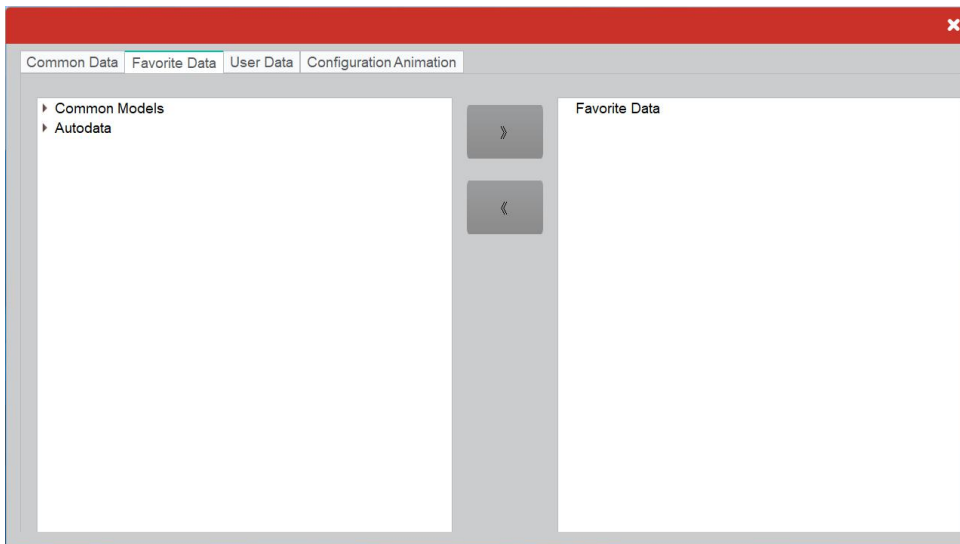 Common Data Favorite Data User Data Configuration Animation
Common Models
Autodata
》
《
Favorite Data